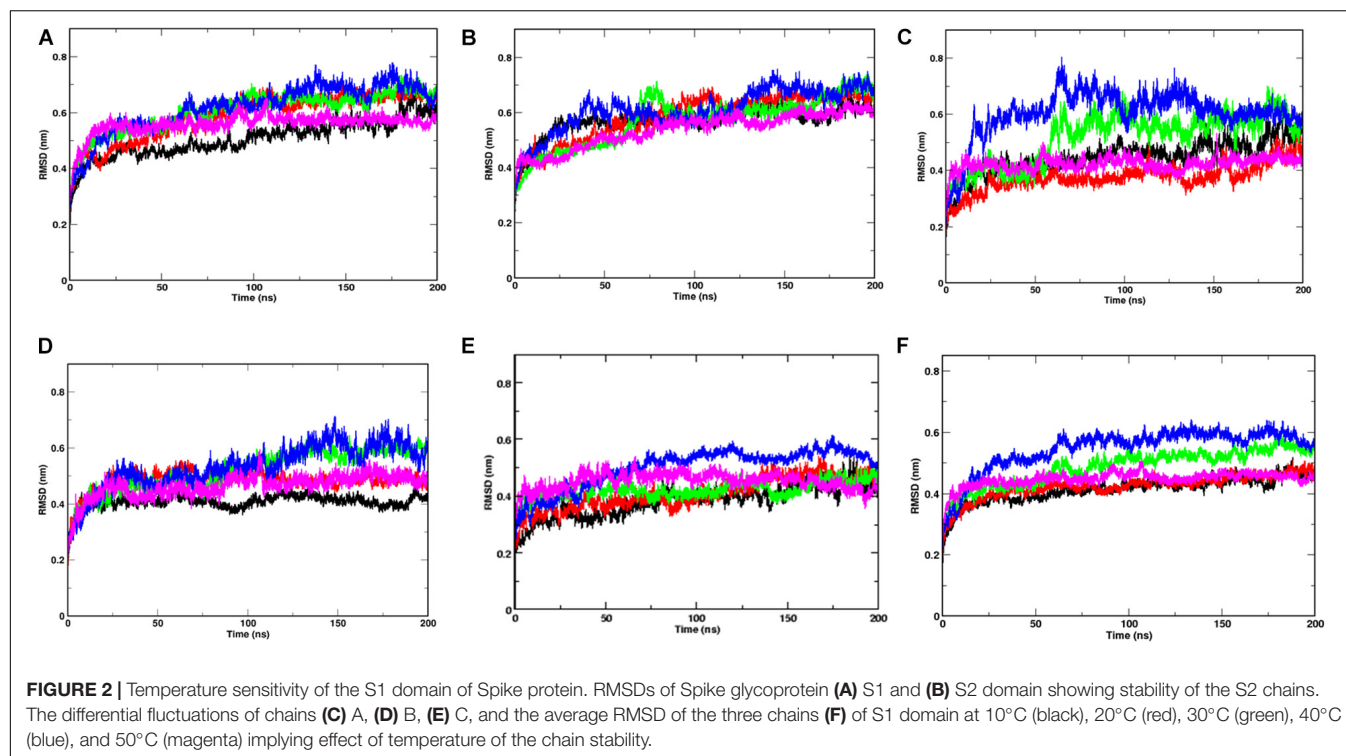 A
B
C
0.8
0.6
0.4
0.2
0
RMSD (nm)
0
50
100
150
200
Time (ns)
0.8
0.6
0.4
0.2
0
RMSD (nm)
0
50
100
150
200
Time (ns)
0.8
0.6
0.4
0.2
0
RMSD (nm)
0
50
100
150
200
Time (ns)
D
E
F
0.8
0.6
0.4
0.2
0
RMSD (nm)
0
50
100
150
200
Time (ns)
0.8
0.6
0.4
0.2
0
RMSD (nm)
0
50
100
150
200
Time (ns)
0.8
0.6
0.4
0.2
0
RMSD (nm)
0
50
100
150
200
Time (ns)
FIGURE 2 | Temperature sensitivity of the S1 domain of Spike protein. RMSDs of Spike glycoprotein (A) S1 and (B) S2 domain showing stability of the S2 chains.
The differential fluctuations of chains (C) A, (D) B, (E) C, and the average RMSD of the three chains (F) of S1 domain at 10°C (black), 20°C (red), 30°C (green), 40°C
(blue), and 50°C (magenta) implying effect of temperature of the chain stability.